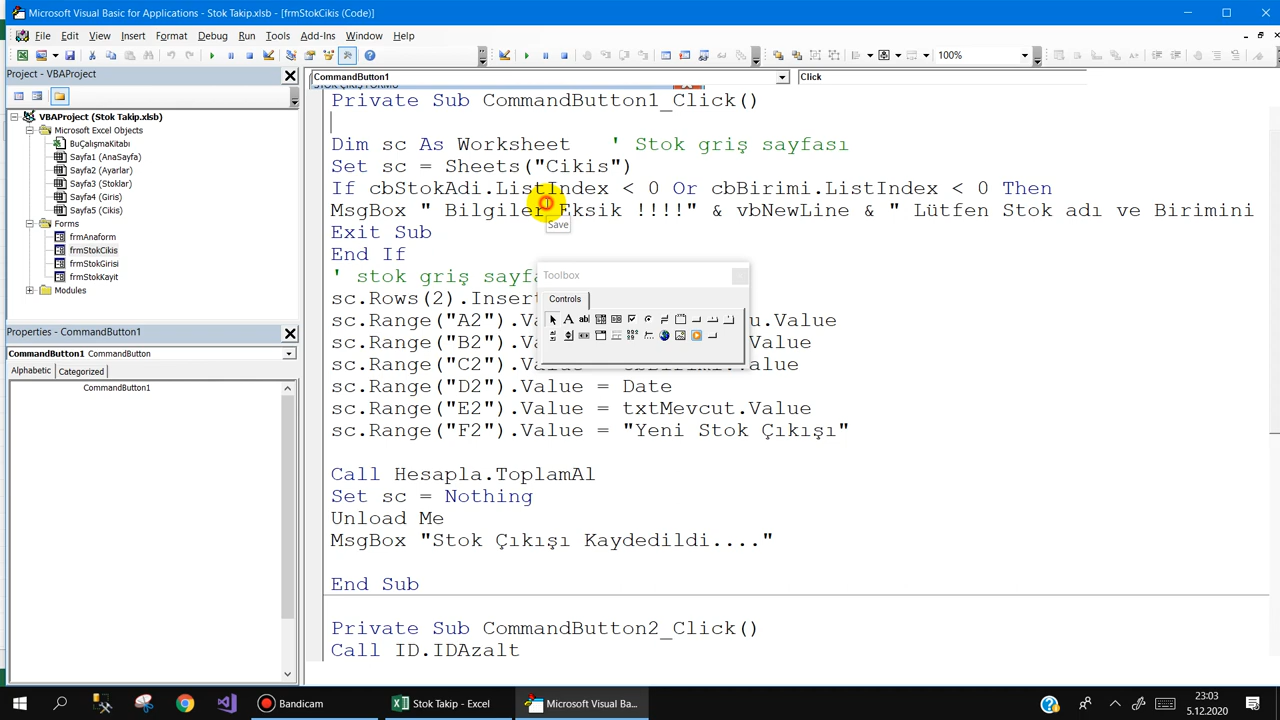 Microsoft Visual Basic for Applications - Stok Takip.xlsb - [frmStokCikis (Code)]
File Edit View Insert Format Debug Run Tools Add-Ins Window Help
100%
Project - VBAProject
VBAProject (Stok Takip.xlsb)
Microsoft Excel Objects
BuÇalışmaKitabı
Sayfa1 (AnaSayfa)
Sayfa2 (Ayarlar)
Sayfa3 (Stoklar)
Sayfa4 (Giris)
Sayfa5 (Cikis)
Forms
frmAnaform
frmStokCikis
frmStokGirisi
frmStokKayit
Modules
Properties - CommandButton1
CommandButton1 CommandButton
Alphabetic Categorized
CommandButton1
CommandButton1 Click
Private Sub CommandButton1_Click()
Dim sc As Worksheet ' Stok griş sayfası
Set sc = Sheets("Cikis")
If cbStokAdi.ListIndex < 0 Or cbBirimi.ListIndex < 0 Then
MsgBox " Bilgiler Eksik !!!!" & vbNewLine & " Lütfen Stok adı ve Birimini
Save
Exit Sub
End If
' stok griş
sc.Rows(2).Insert
sc.Range("A2").
sc.Range("B2").
sc.Range("C2").
sc.Range("D2").Value = Date
sc.Range("E2").Value = txtMevcut.Value
sc.Range("F2").Value = "Yeni Stok Çıkışı"
Toolbox
Controls
Call Hesapla.ToplamAl
Set sc = Nothing
Unload Me
MsgBox "Stok Çıkışı Kaydedildi...."
End Sub
Private Sub CommandButton2_Click()
Call ID.IDAzalt
Bandicam
Stok Takip - Excel
Microsoft Visual Ba...
23:03
5.12.2020